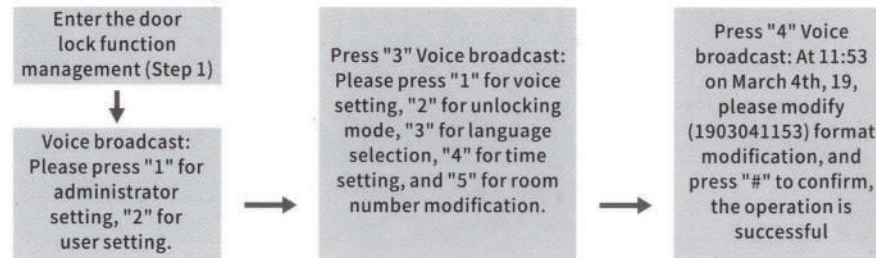 Enter the door
lock function
management (Step 1)
Voice broadcast:
Please press "1" for
administrator
setting, "2" for
user setting.
Press "3" Voice broadcast:
Please press "1" for voice
setting, "2" for unlocking
mode, "3" for language
selection, "4" for time
setting, and "5" for room
number modification.
Press "4" Voice
broadcast: At 11:53
on March 4th, 19,
please modify
(1903041153) format
modification, and
press "#" to confirm,
the operation is
successful